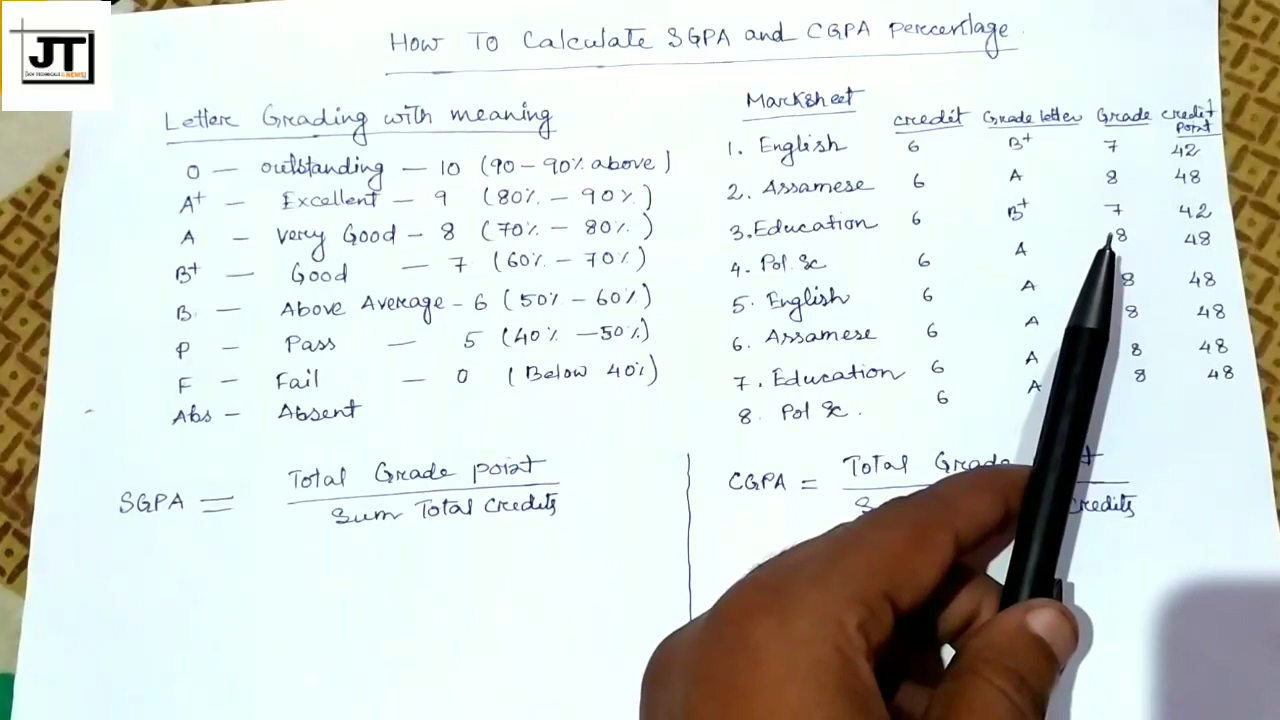 JT
How To Calculate SGPA and CGPA percentage.
Letter Grading with meaning
O — outstanding — 10 (90 – 90% above)
A+ — Excellent — 9 (80% – 90%)
A — Very Good – 8 (70% – 80%)
B+ — Good — 7 (60% – 70%)
B — Above Average – 6 (50% – 60%)
P — Pass — 5 (40% – 50%)
F — Fail — 0 (Below 40%)
Abs — Absent
Marksheet credit Grade letter Grade credit point
1. English 6 B+ 7 42
2. Assamese 6 A 8 48
3. Education 6 B+ 7 42
4. Pol. Sc 6 A 8 48
5. English 6 A 8 48
6. Assamese 6 A 8 48
7. Education 6 A 8 48
8. Pol Sc. 6 A 8 48
SGPA = Total Grade point
Sum Total Credits
CGPA = Total Grade
Credits